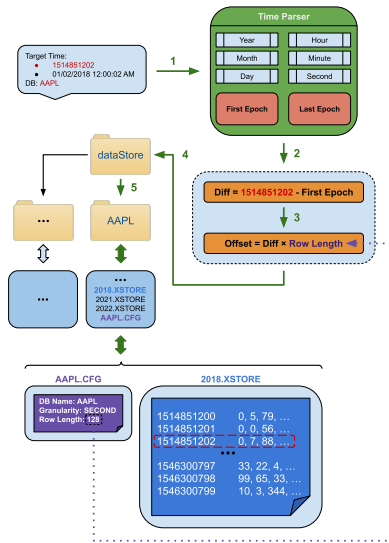 Time Parser
1
Target Time:
● 1514851202
● 01/02/2018 12:00:02 AM
DB: AAPL
Year Hour
Month Minute
Day Second
First Epoch Last Epoch
2
4
dataStore
5
Diff = 1514851202 - First Epoch
3
Offset = Diff × Row Length
...
AAPL
...
...
2018.XSTORE
2021.XSTORE
2022.XSTORE
AAPL.CFG
AAPL.CFG
DB Name: AAPL
Granularity: SECOND
Row Length: 128
2018.XSTORE
1514851200 0, 5, 79, ...
1514851201 0, 0, 56, ...
1514851202 0, 7, 88, ...
...
1546300797 33, 22, 4, ...
1546300798 99, 65, 33, ...
1546300799 10, 3, 344, ...